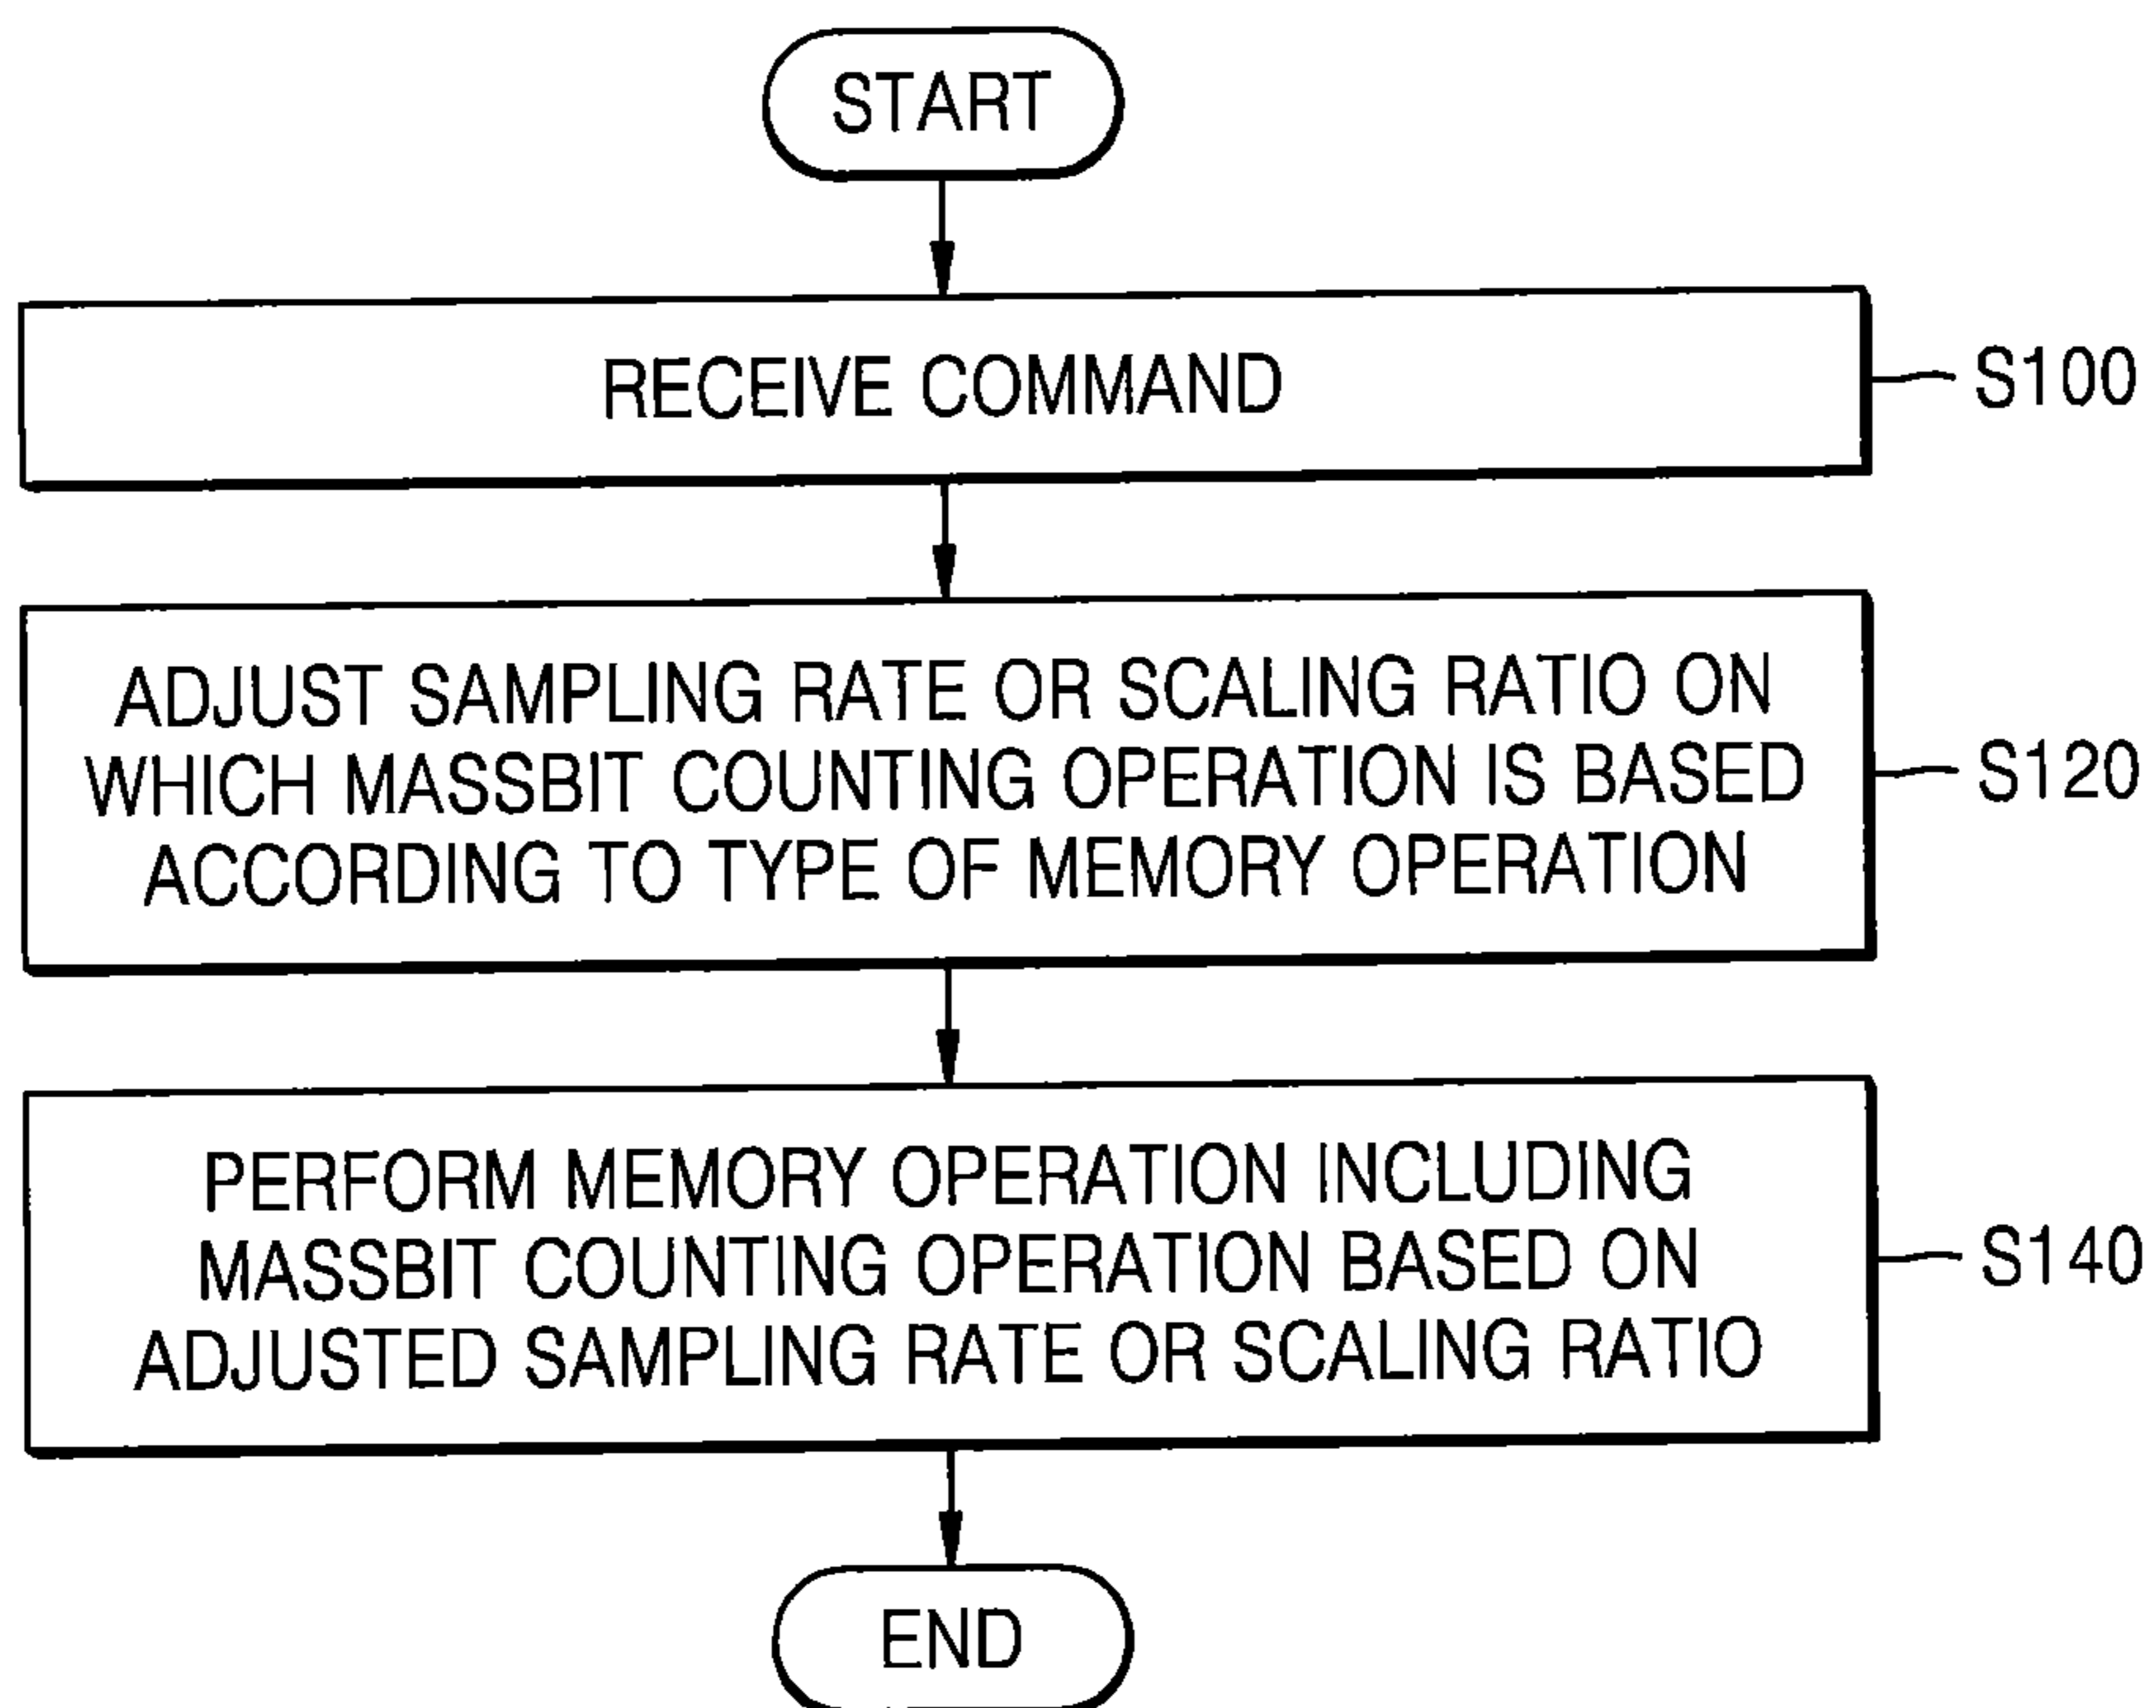 START
RECEIVE COMMAND
S100
ADJUST SAMPLING RATE OR SCALING RATIO ON
WHICH MASSBIT COUNTING OPERATION IS BASED
ACCORDING TO TYPE OF MEMORY OPERATION
S120
PERFORM MEMORY OPERATION INCLUDING
MASSBIT COUNTING OPERATION BASED ON
ADJUSTED SAMPLING RATE OR SCALING RATIO
S140
END